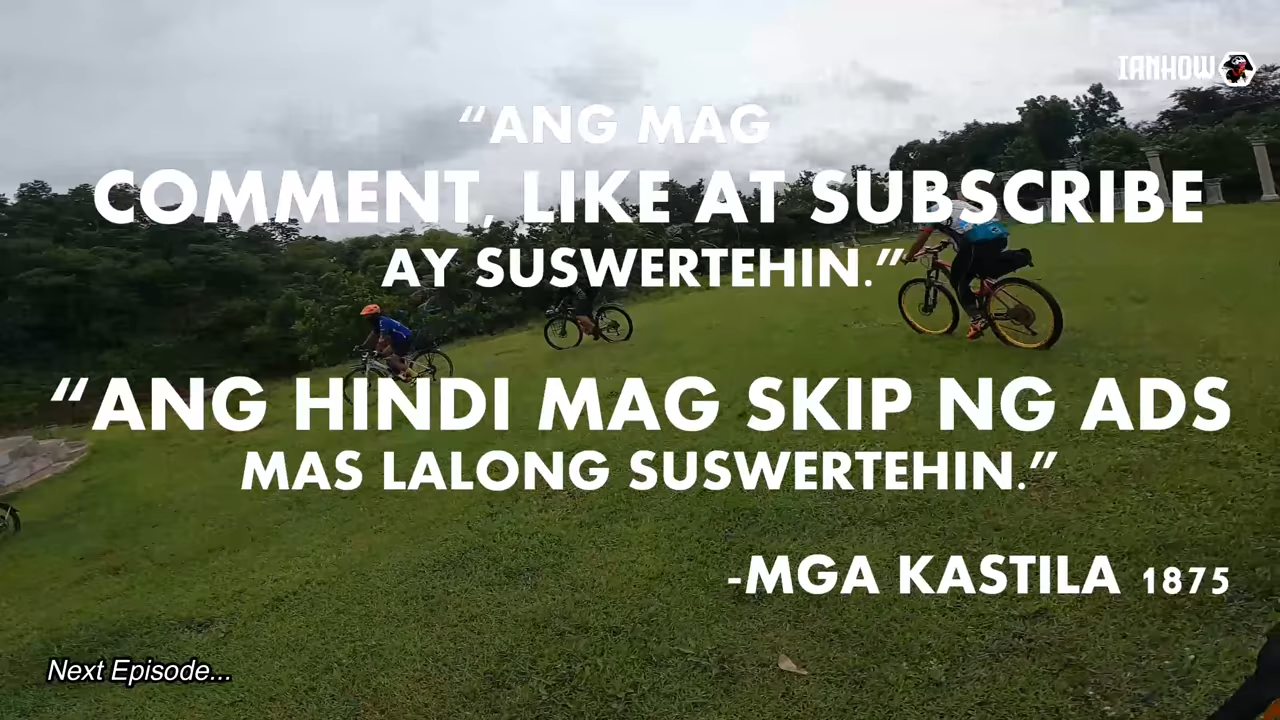 IANHOW
“ANG MAG
COMMENT, LIKE AT SUBSCRIBE
AY SUSWERTEHIN.”
“ANG HINDI MAG SKIP NG ADS
MAS LALONG SUSWERTEHIN.”
-MGA KASTILA 1875
Next Episode...